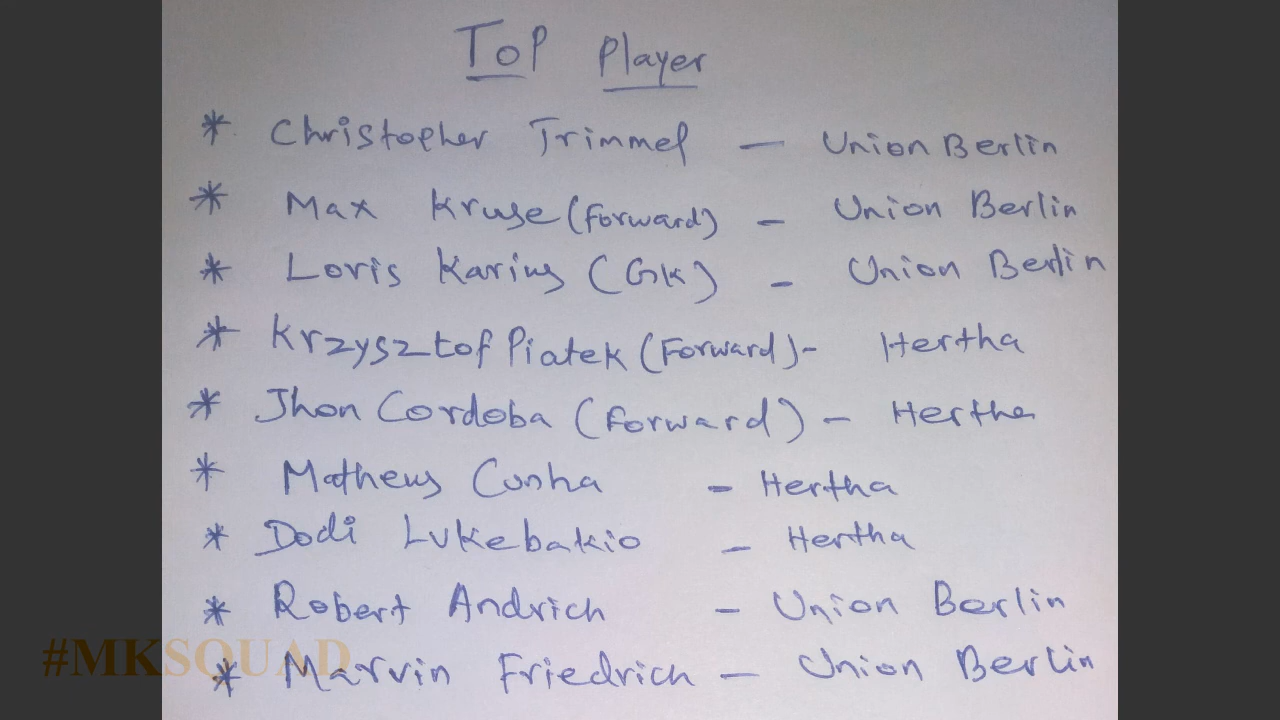 Top Player
* Christopher Trimmel - Union Berlin
* Max Kruse (forward) - Union Berlin
* Loris Karius (GK) - Union Berlin
* Krzysztof Piatek (Forward) - Hertha
* Jhon Cordoba (forward) - Hertha
* Matheus Cunha - Hertha
* Dodi Lukebakio - Hertha
* Robert Andrich - Union Berlin
* Marvin Friedrich - Union Berlin
#MKSQUAD